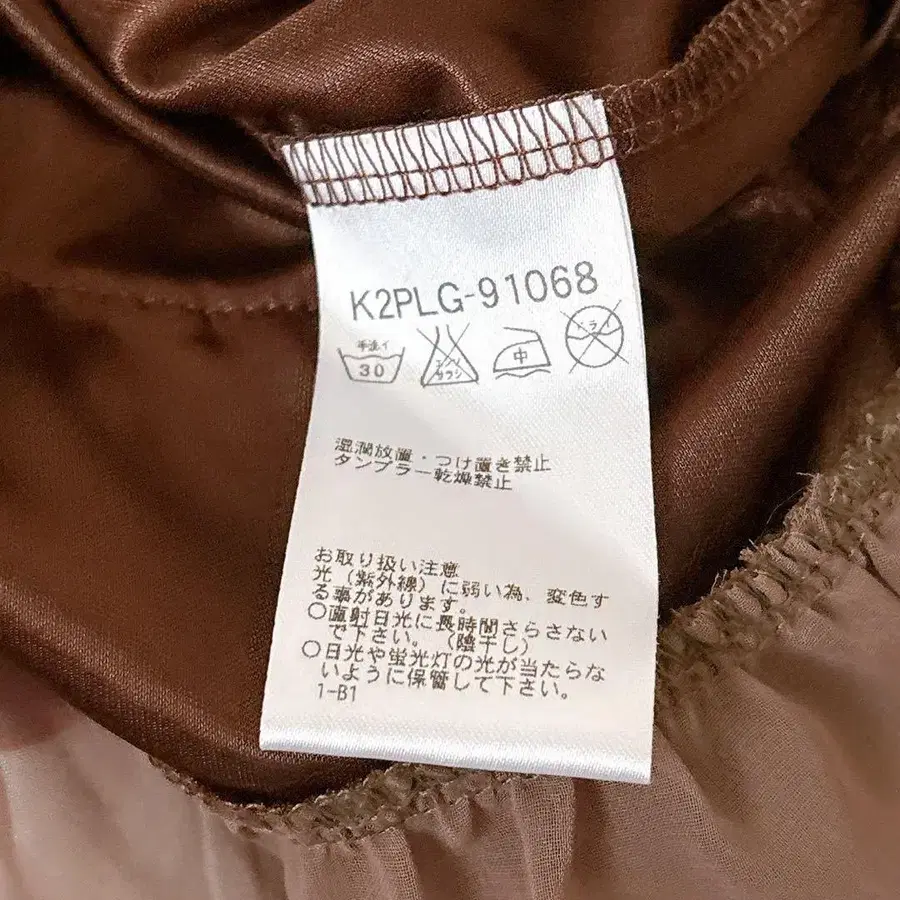 K2PLG-91068
手洗イ 30 エンソ サラシ 中 ドライ
湿潤放置・つけ置き禁止
タンブラー乾燥禁止
お取り扱い注意
光(紫外線)に弱い為、変色す
る事があります。
○直射日光に長時間さらさない
で下さい。(陰干し)
○日光や蛍光灯の光が当たらな
いように保管して下さい。
1-B1